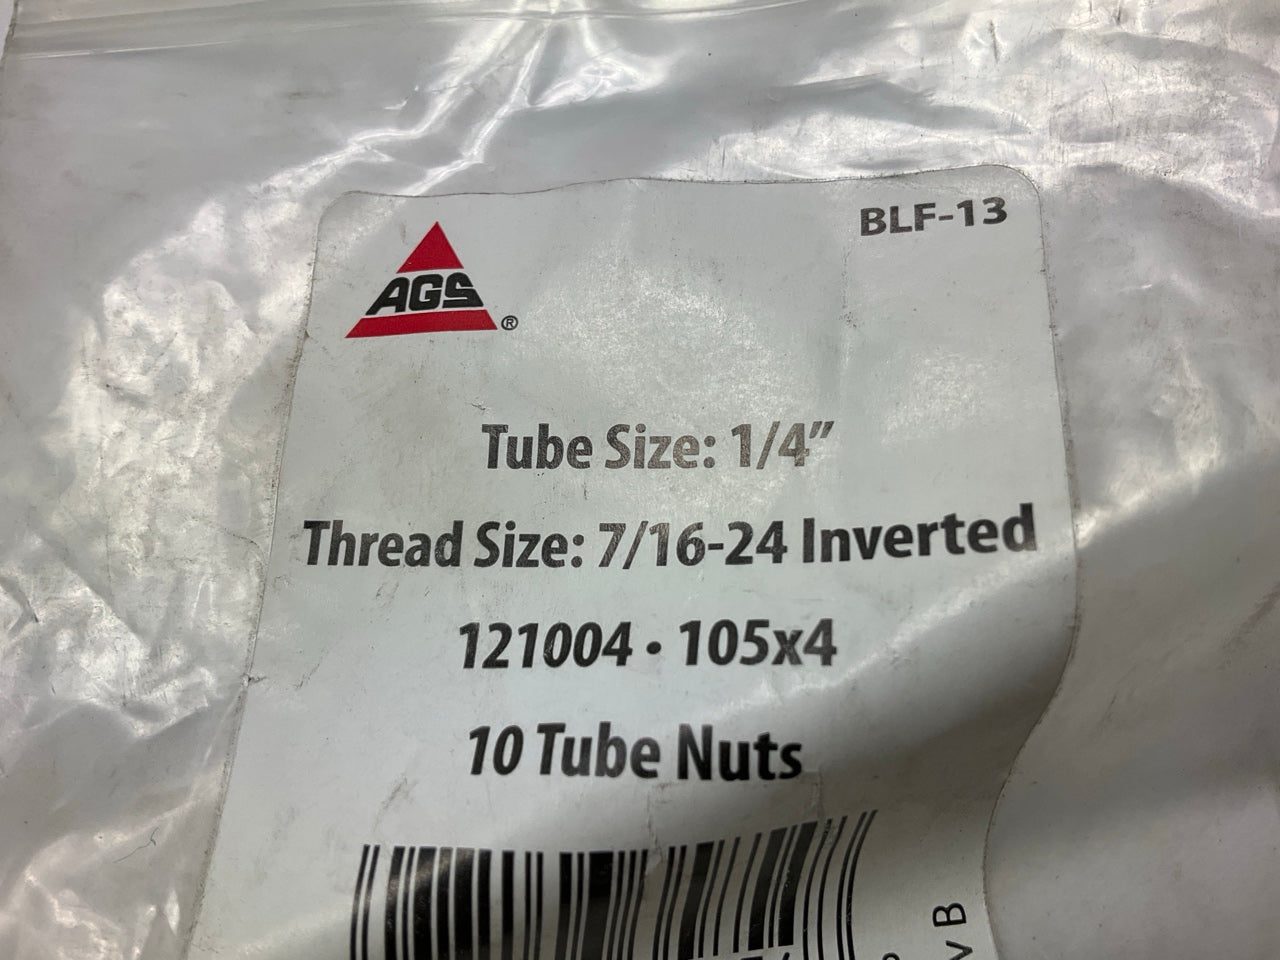 BLF-13
AGS
®
Tube Size: 1/4”
Thread Size: 7/16-24 Inverted
121004 • 105x4
10 Tube Nuts